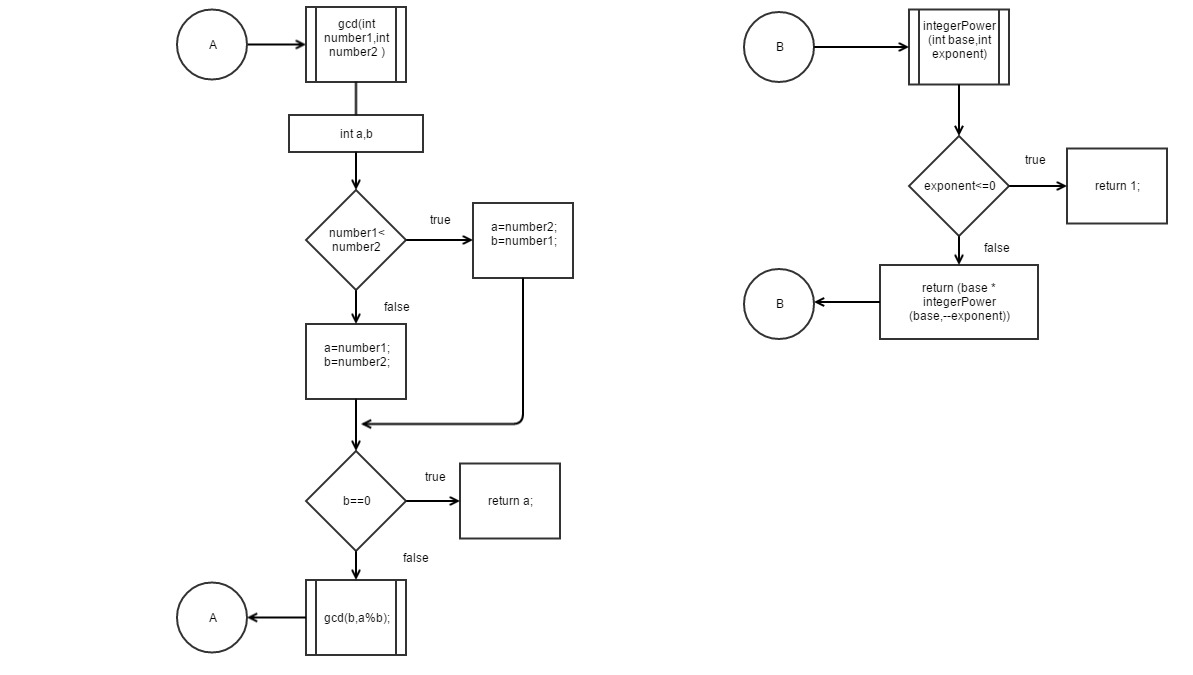 A
gcd(int
number1,int
number2 )
int a,b
number1<
number2
true
a=number2;
b=number1;
false
a=number1;
b=number2;
b==0
true
return a;
false
gcd(b,a%b);
A
B
integerPower
(int base,int
exponent)
exponent<=0
true
return 1;
false
return (base *
integerPower
(base,--exponent))
B